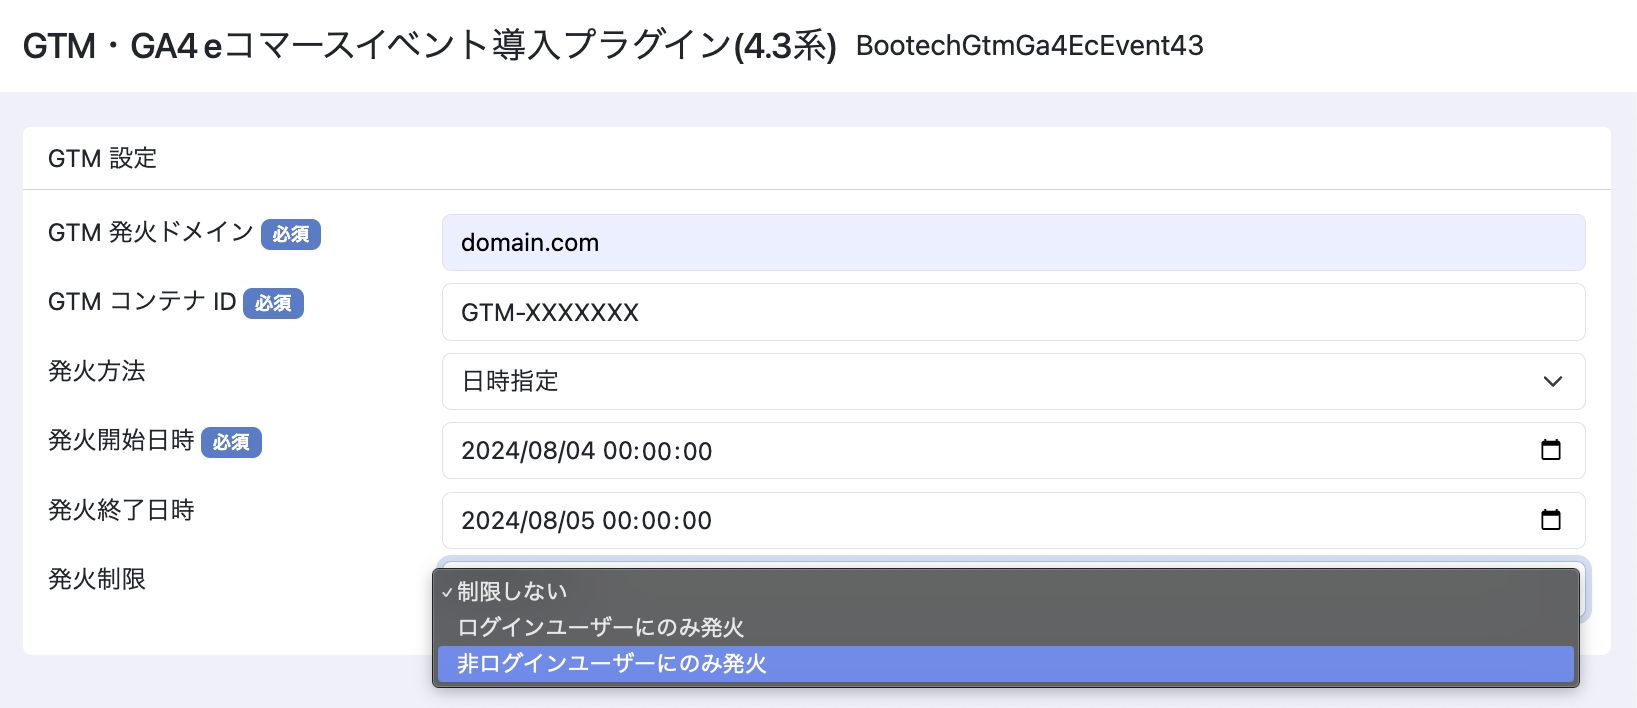 GTM・GA4 eコマースイベント導入プラグイン(4.3系) BootechGtmGa4EcEvent43
GTM 設定
GTM 発火ドメイン 必須 domain.com
GTM コンテナ ID 必須 GTM-XXXXXXX
発火方法 日時指定
発火開始日時 必須 2024/08/04 00:00:00
発火終了日時 2024/08/05 00:00:00
発火制限
✓制限しない
ログインユーザーにのみ発火
非ログインユーザーにのみ発火